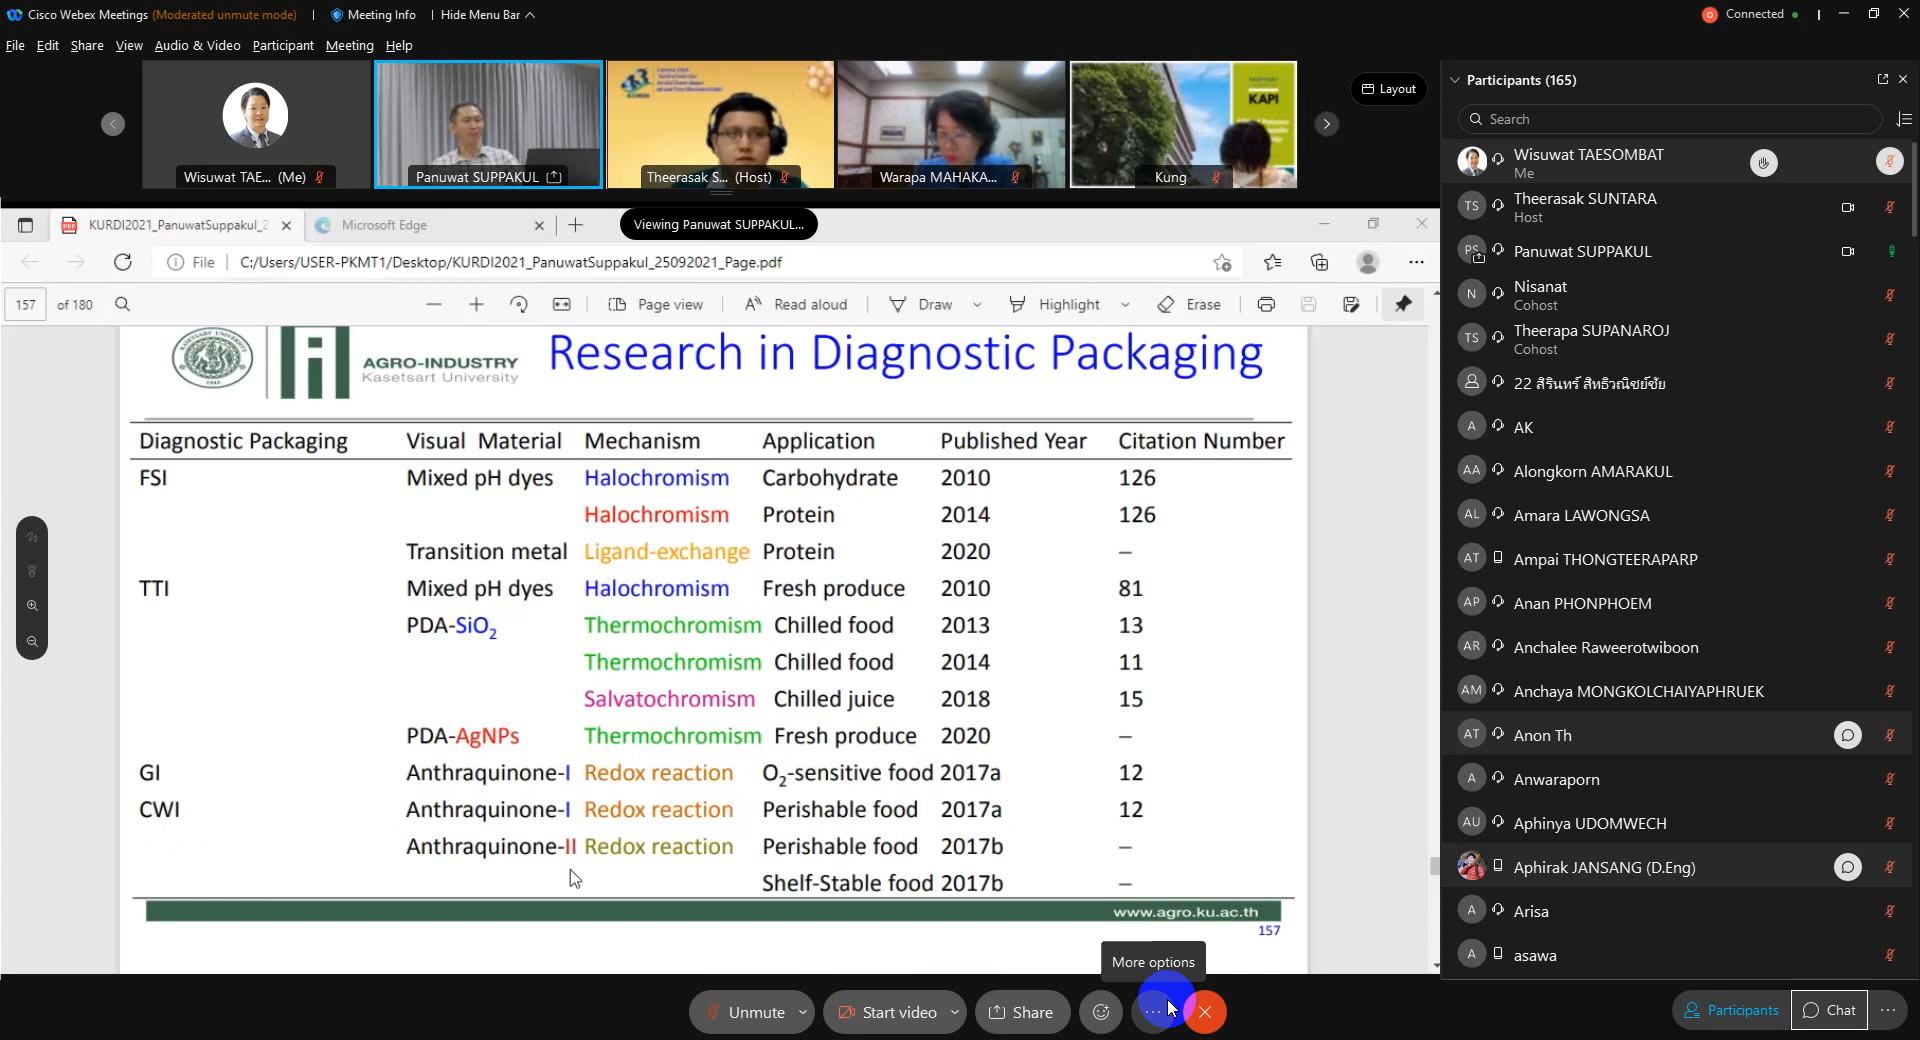 Cisco Webex Meetings (Moderated unmute mode) | Meeting Info | Hide Menu Bar
Connected
File Edit Share View Audio & Video Participant Meeting Help
Wisuwat TAE... (Me)
Panuwat SUPPAKUL
Theerasak S... (Host)
Warapa MAHAKA...
KAPI
Kung
Layout
Viewing Panuwat SUPPAKUL...
KURDI2021_PanuwatSuppakul_2
Microsoft Edge
File C:/Users/USER-PKMT1/Desktop/KURDI2021_PanuwatSuppakul_25092021_Page.pdf
157 of 180 Page view Read aloud Draw Highlight Erase
AGRO-INDUSTRY
Kasetsart University
Research in Diagnostic Packaging
Diagnostic Packaging Visual Material Mechanism Application Published Year Citation Number
FSI Mixed pH dyes Halochromism Carbohydrate 2010 126
Halochromism Protein 2014 126
Transition metal Ligand-exchange Protein 2020 –
TTI Mixed pH dyes Halochromism Fresh produce 2010 81
PDA-SiO2 Thermochromism Chilled food 2013 13
Thermochromism Chilled food 2014 11
Salvatochromism Chilled juice 2018 15
PDA-AgNPs Thermochromism Fresh produce 2020 –
GI Anthraquinone-I Redox reaction O2-sensitive food 2017a 12
CWI Anthraquinone-I Redox reaction Perishable food 2017a 12
Anthraquinone-II Redox reaction Perishable food 2017b –
Shelf-Stable food 2017b –
www.agro.ku.ac.th
157
More options
Unmute Start video Share
Participants (165)
Search
Wisuwat TAESOMBAT
Me
TS Theerasak SUNTARA
Host
PS Panuwat SUPPAKUL
N Nisanat
Cohost
TS Theerapa SUPANAROJ
Cohost
22 สิรินทร์ สิทธิวณิชย์ชัย
A AK
AA Alongkorn AMARAKUL
AL Amara LAWONGSA
AT Ampai THONGTEERAPARP
AP Anan PHONPHOEM
AR Anchalee Raweerotwiboon
AM Anchaya MONGKOLCHAIYAPHRUEK
AT Anon Th
A Anwaraporn
AU Aphinya UDOMWECH
Aphirak JANSANG (D.Eng)
A Arisa
A asawa
Participants Chat